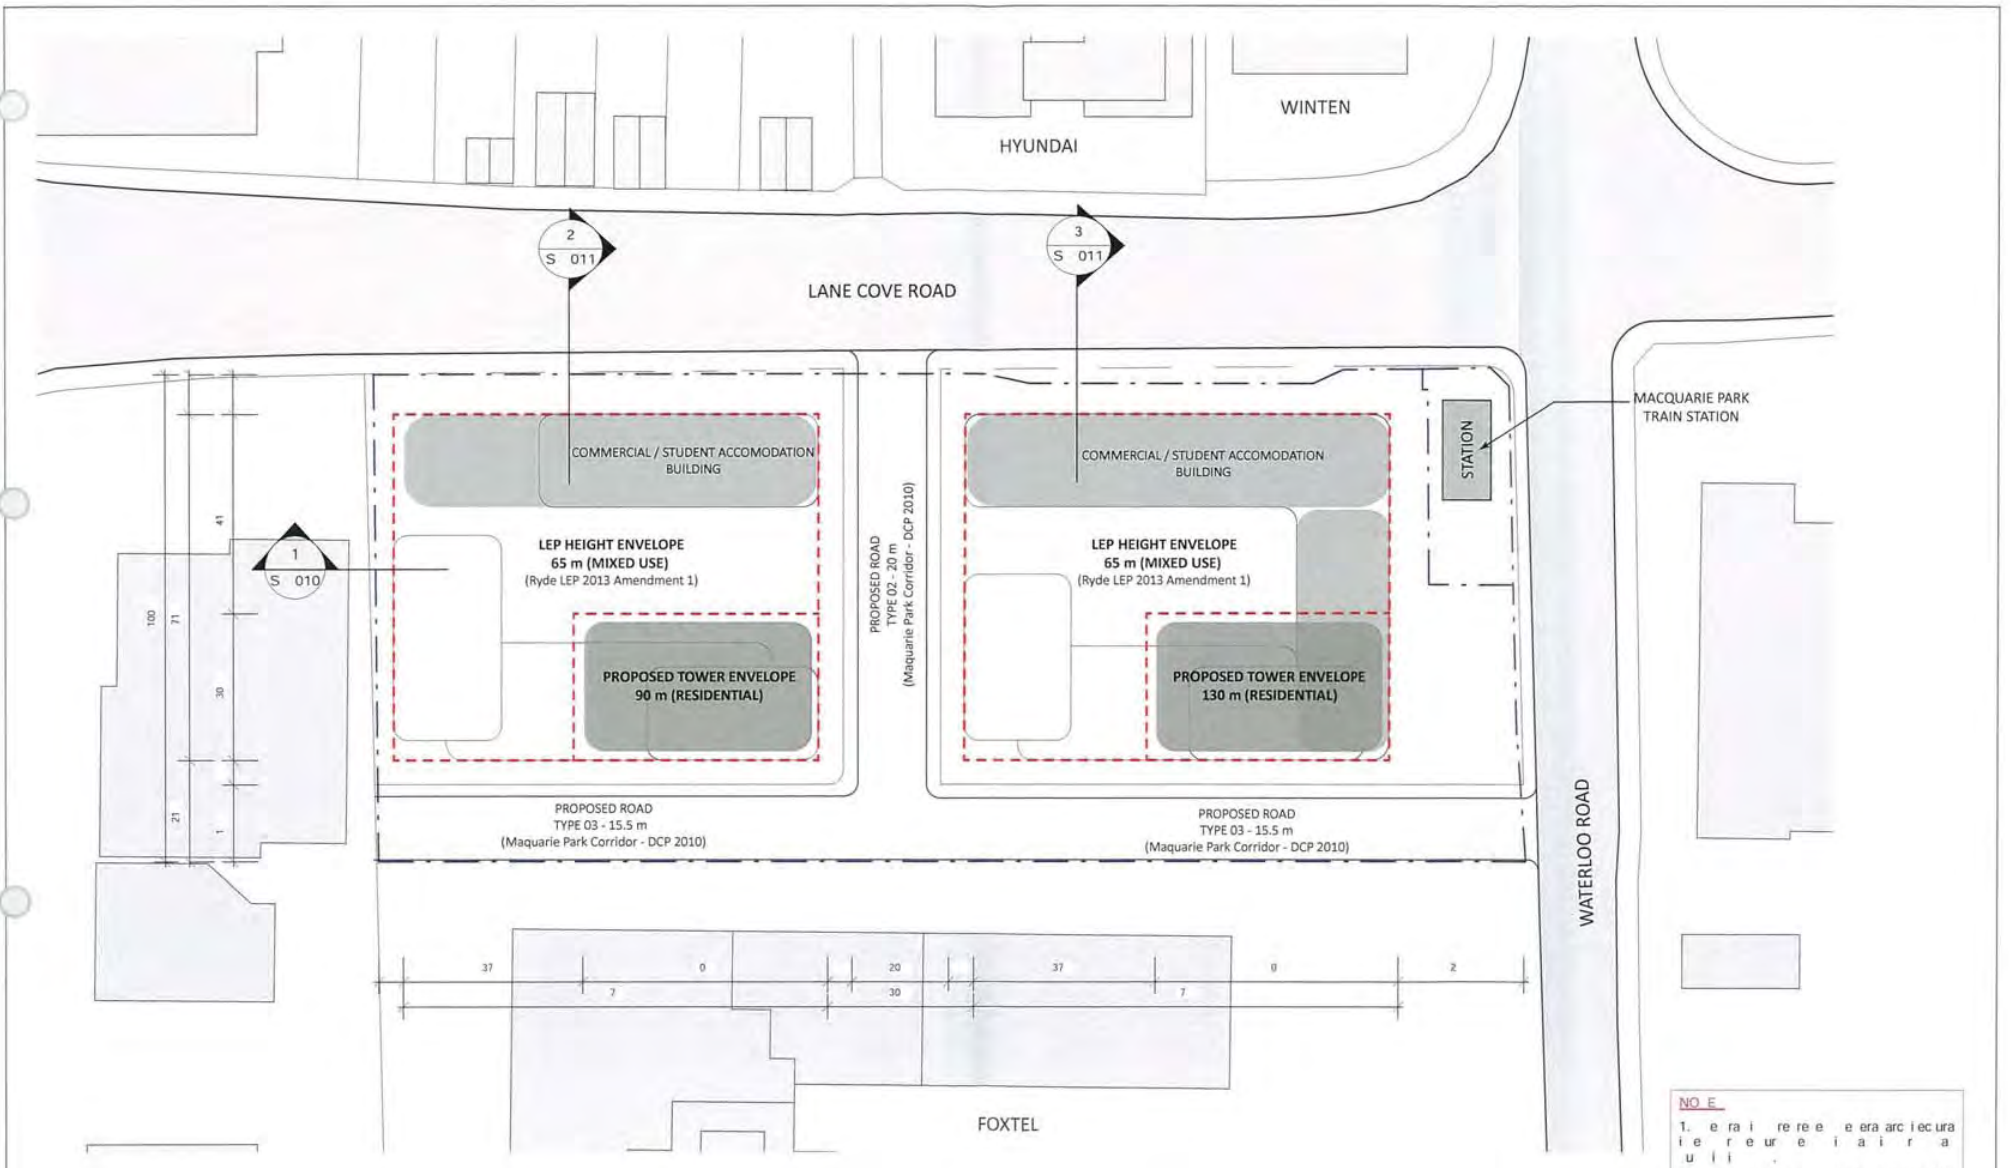 WINTEN
HYUNDAI
2
S 011
3
S 011
LANE COVE ROAD
MACQUARIE PARK
TRAIN STATION
STATION
COMMERCIAL / STUDENT ACCOMODATION
BUILDING
COMMERCIAL / STUDENT ACCOMODATION
BUILDING
1
S 010
LEP HEIGHT ENVELOPE
65 m (MIXED USE)
(Ryde LEP 2013 Amendment 1)
PROPOSED ROAD
TYPE 02 - 20 m
(Maquarie Park Corridor - DCP 2010)
LEP HEIGHT ENVELOPE
65 m (MIXED USE)
(Ryde LEP 2013 Amendment 1)
100
71
41
30
21
1
PROPOSED TOWER ENVELOPE
90 m (RESIDENTIAL)
PROPOSED TOWER ENVELOPE
130 m (RESIDENTIAL)
PROPOSED ROAD
TYPE 03 - 15.5 m
(Maquarie Park Corridor - DCP 2010)
PROPOSED ROAD
TYPE 03 - 15.5 m
(Maquarie Park Corridor - DCP 2010)
WATERLOO ROAD
37 0 20 37 0 2
7 30 7
FOXTEL
NO E
1.